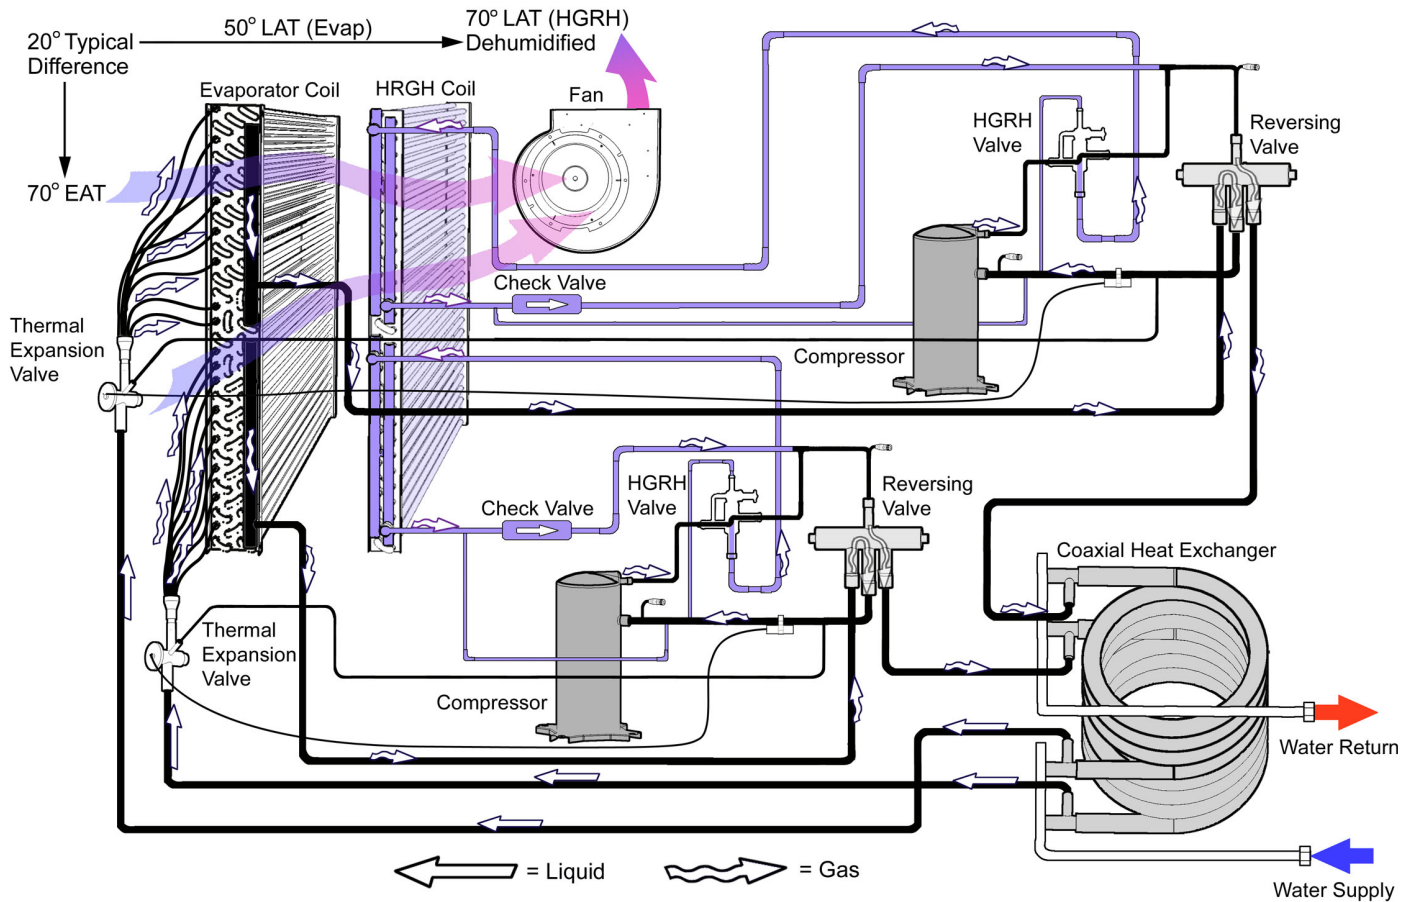 50° LAT (Evap)
70° LAT (HGRH)
Dehumidified
20° Typical
Difference
Evaporator Coil
HRGH Coil
Fan
HGRH
Valve
Reversing
Valve
70° EAT
Check Valve
Thermal
Expansion
Valve
Compressor
HGRH
Valve
Reversing
Valve
Check Valve
Coaxial Heat Exchanger
Thermal
Expansion
Valve
Compressor
Water Return
= Liquid
= Gas
Water Supply